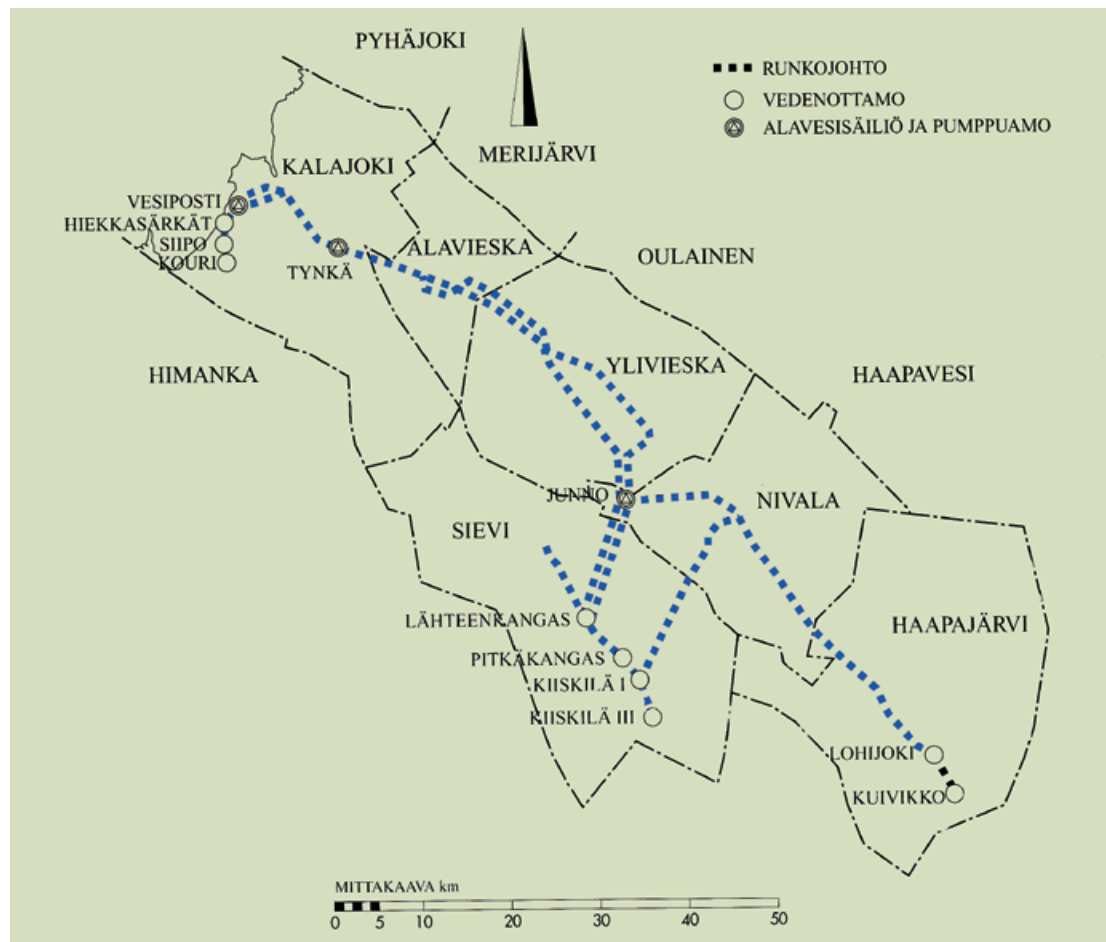 PYHÄJOKI
RUNKOJOHTO
VEDENOTTAMO
ALAVESISÄILIÖ JA PUMPPUAMO
MERIJÄRVI
KALAJOKI
VESIPOSTI
HIEKKASÄRKÄT
SIIPO
KOURI
TYNKÄ
ALAVIESKA
OULAINEN
HIMANKA
YLIVIESKA
HAAPAVESI
JUNNO
NIVALA
SIEVI
LÄHTEENKANGAS
HAAPAJÄRVI
PITKÄKANGAS
KIISKILÄ I
KIISKILÄ III
LOHIJOKI
KUIVIKKO
MITTAKAAVA km
0 5 10 20 30 40 50